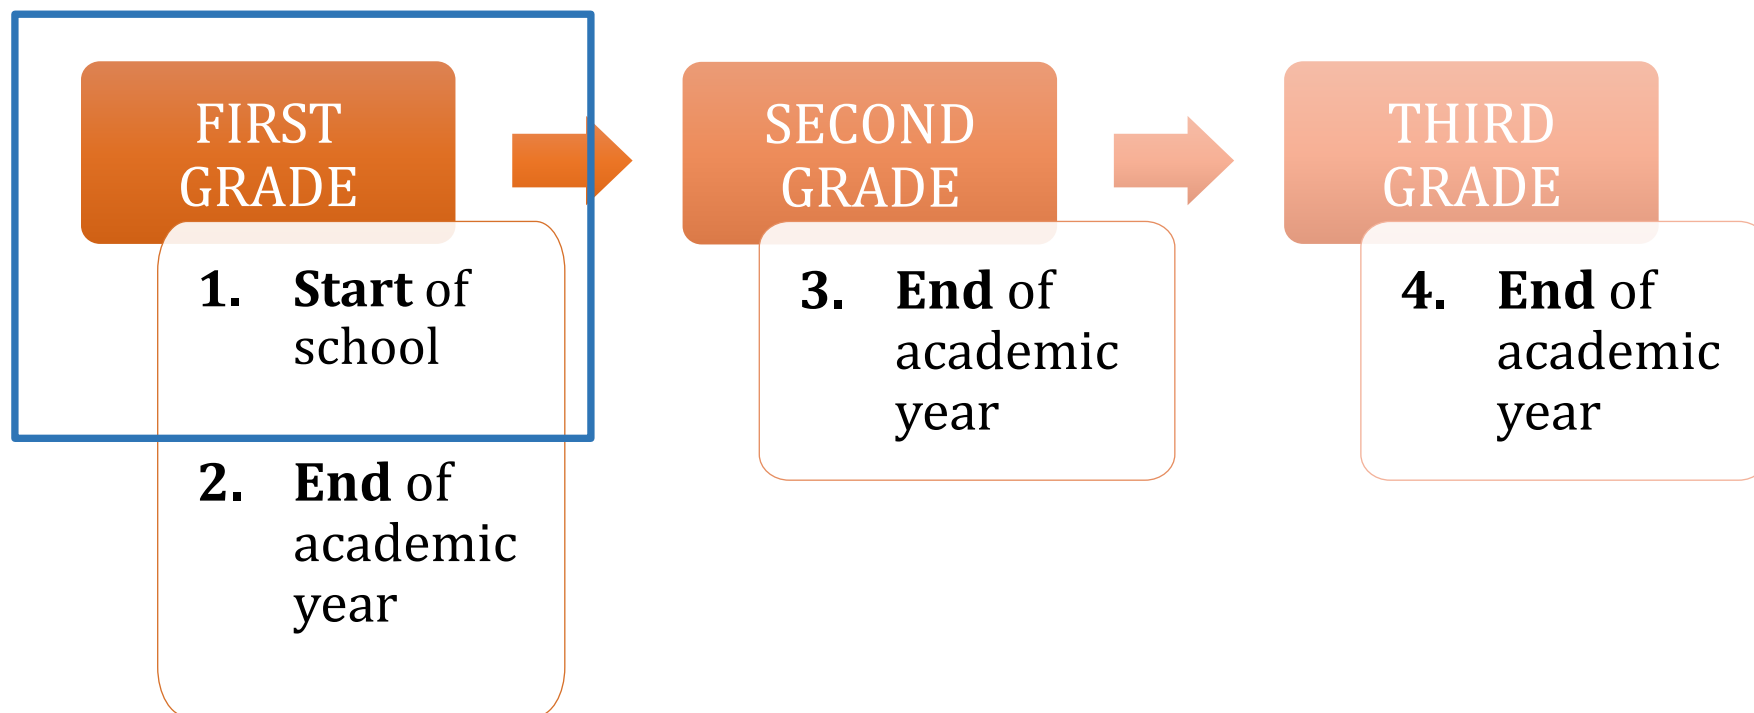 FIRST
GRADE
1. Start of
school
2. End of
academic
year
SECOND
GRADE
3. End of
academic
year
THIRD
GRADE
4. End of
academic
year